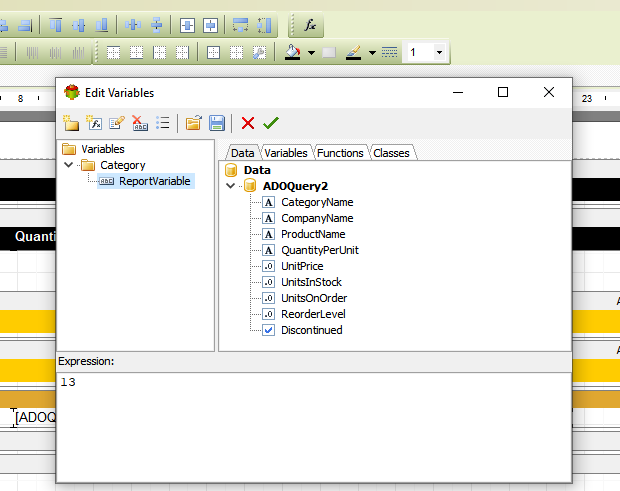 fx
1
8
23
Edit Variables
Variables
Category
ReportVariable
Data Variables Functions Classes
Data
ADOQuery2
CategoryName
CompanyName
ProductName
QuantityPerUnit
UnitPrice
UnitsInStock
UnitsOnOrder
ReorderLevel
Discontinued
Quanti
Expression:
13
[ADOQ